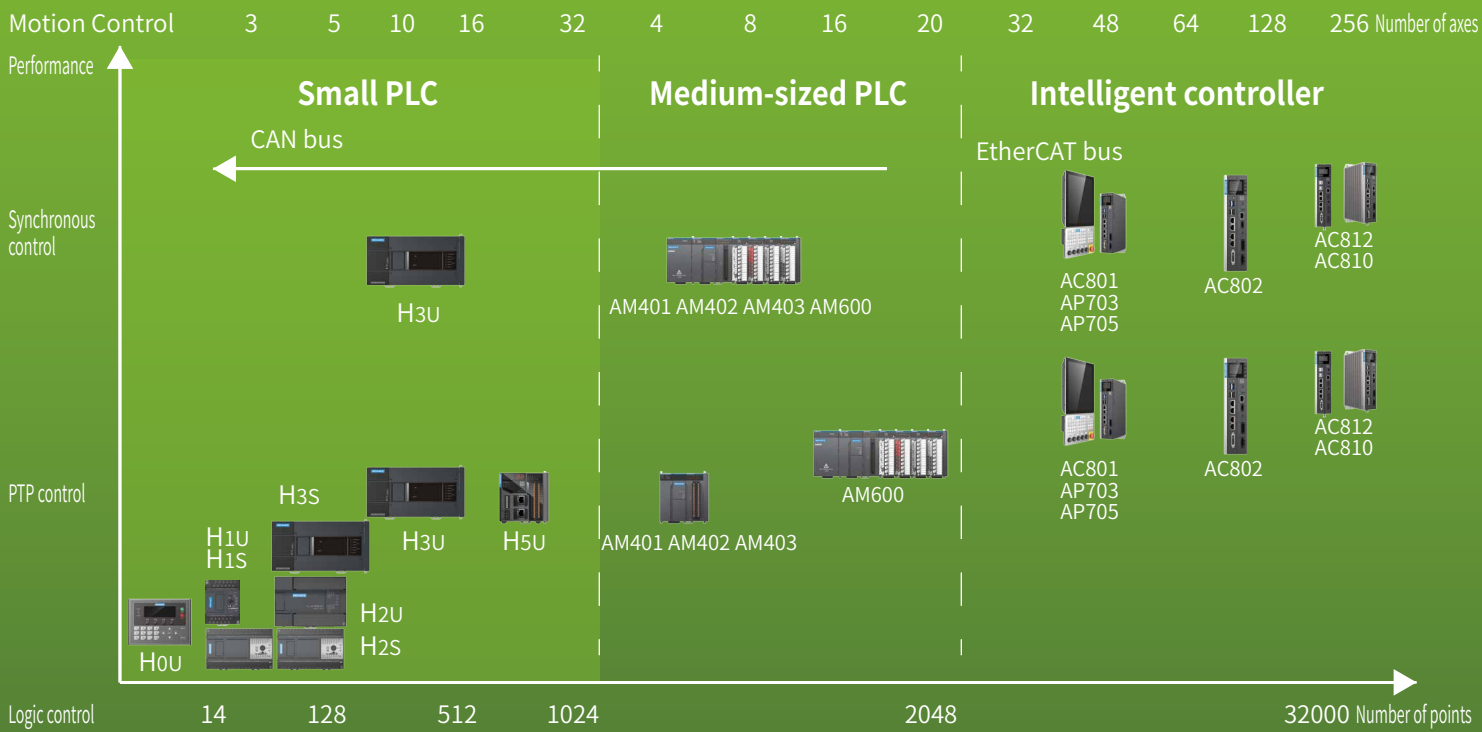 Motion Control 3 5 10 16 32 4 8 16 20 32 48 64 128 256 Number of axes
Performance
Small PLC Medium-sized PLC Intelligent controller
CAN bus
EtherCAT bus
Synchronous
control
H3U
AM401 AM402 AM403 AM600
AC801
AP703
AP705
AC802
AC812
AC810
PTP control
H3S
H1U
H1S
H3U
H5U
AM401 AM402 AM403
AM600
AC801
AP703
AP705
AC802
AC812
AC810
H2U
H2S
H0U
Logic control 14 128 512 1024 2048 32000 Number of points